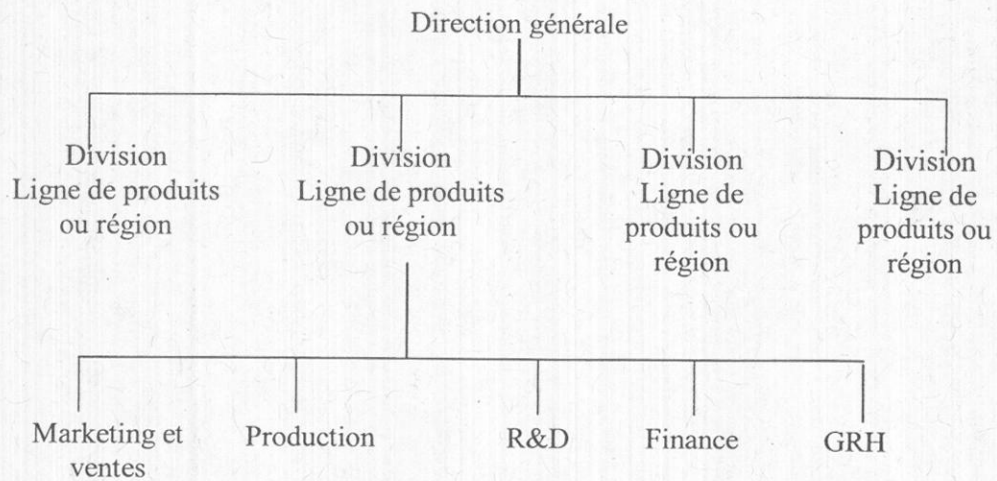 Direction générale
Division
Ligne de produits
ou région
Division
Ligne de produits
ou région
Division
Ligne de
produits ou
région
Division
Ligne de
produits ou
région
Marketing et
ventes
Production
R&D
Finance
GRH